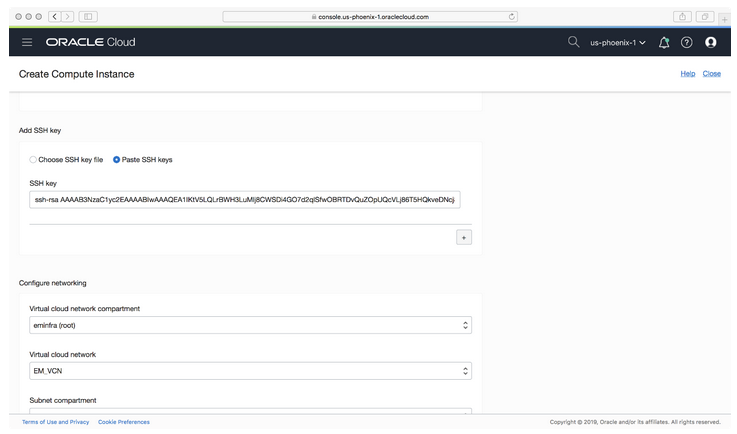 console.us-phoenix-1.oraclecloud.com
ORACLE Cloud
us-phoenix-1
Create Compute Instance
Help Close
Add SSH key
Choose SSH key file Paste SSH keys
SSH key
ssh-rsa
+
Configure networking
Virtual cloud network compartment
eminfra (root)
Virtual cloud network
EM_VCN
Subnet compartment
Terms of Use and Privacy Cookie Preferences
Copyright © 2019, Oracle and/or its affiliates. All rights reserved.